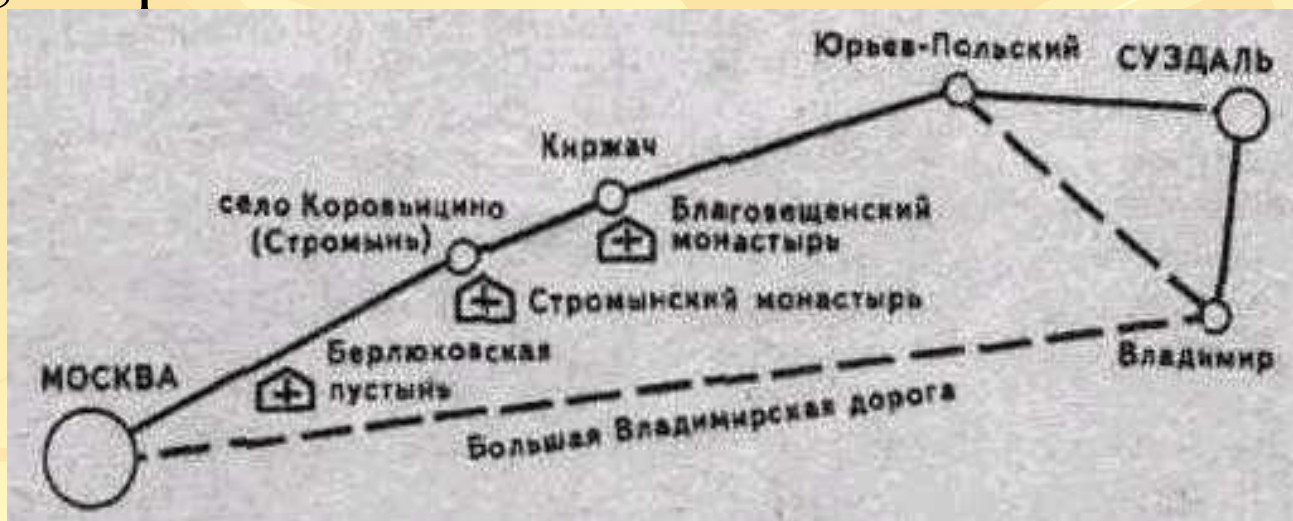 Юрьев-Польский
СУЗДАЛЬ
Киржач
село Коровьицино
(Стромынь)
Благовещенский
монастырь
Стромынский монастырь
Берлюковская
пустынь
МОСКВА
Владимир
Большая Владимирская дорога